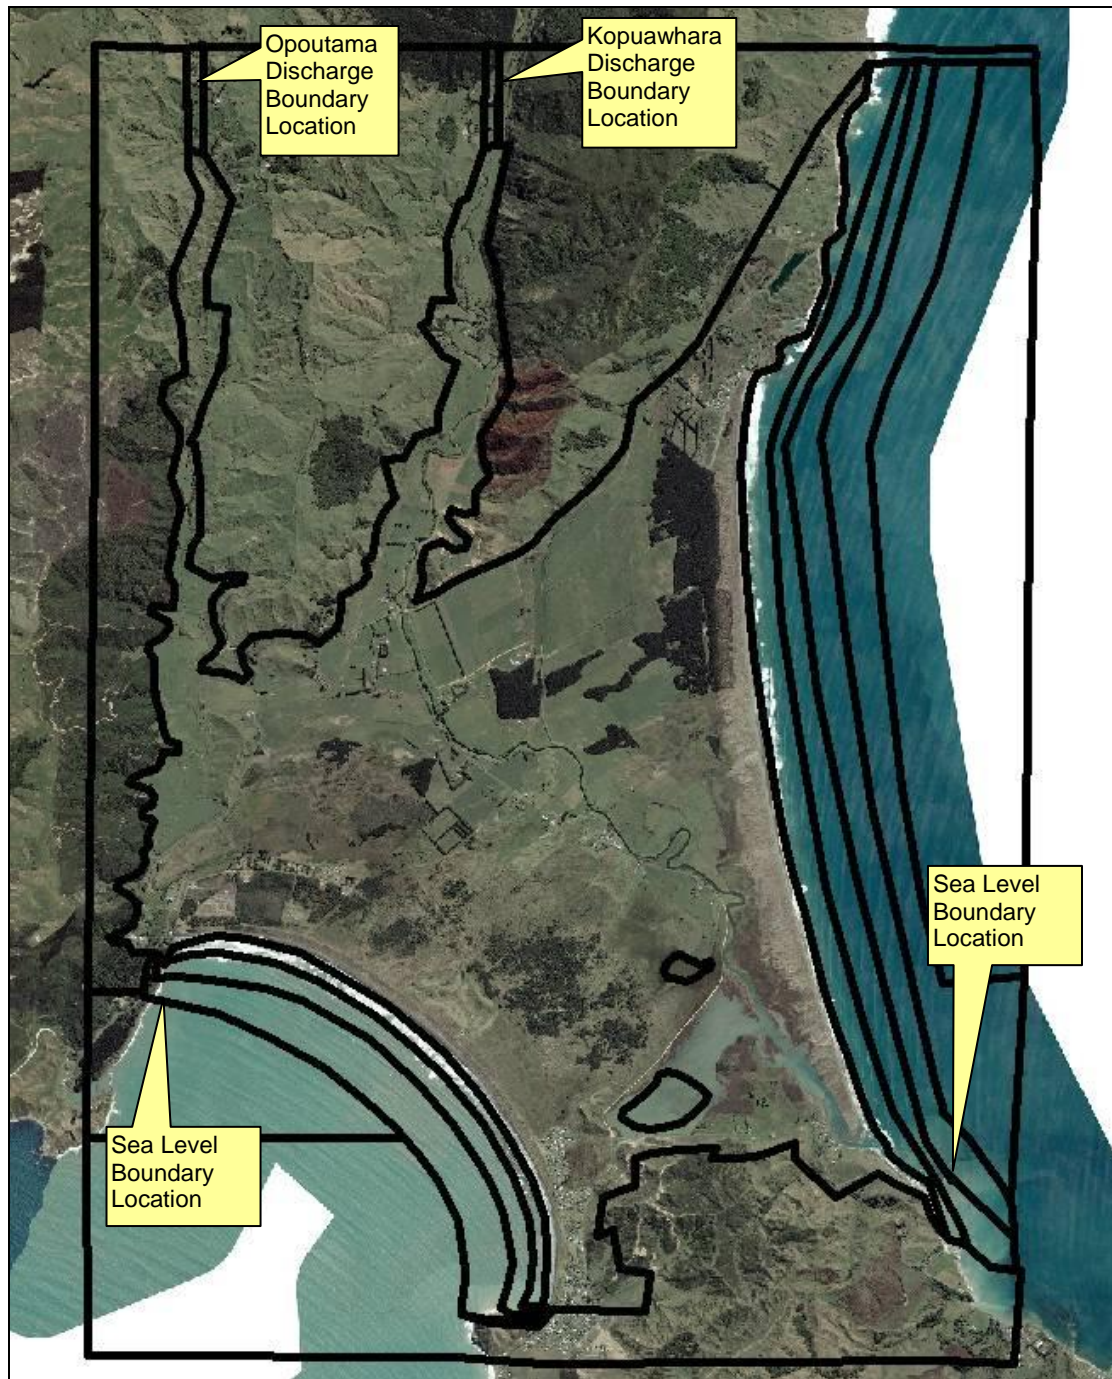 Opoutama
Discharge
Boundary
Location
Kopuawhara
Discharge
Boundary
Location
Sea Level
Boundary
Location
Sea Level
Boundary
Location